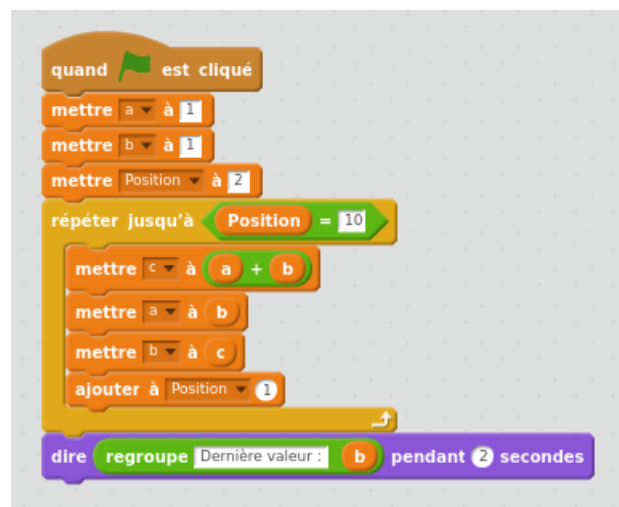 quand est cliqué
mettre a à 1
mettre b à 1
mettre Position à 2
répéter jusqu'à Position = 10
mettre c à a + b
mettre a à b
mettre b à c
ajouter à Position 1
dire regroupe Dernière valeur : b pendant 2 secondes